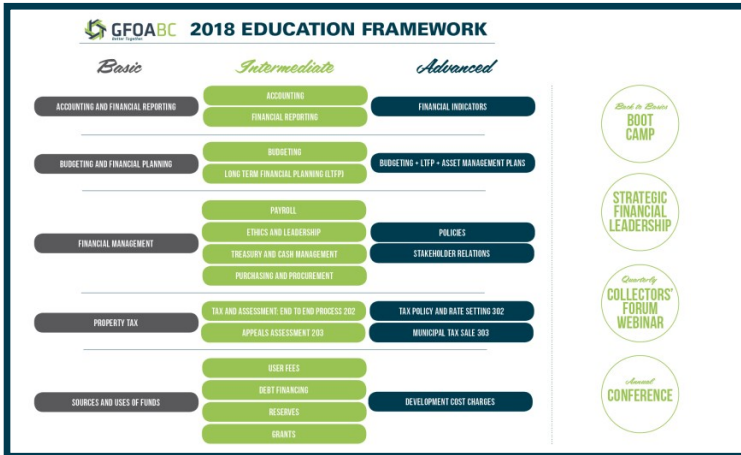 GFOABC 2018 EDUCATION FRAMEWORK
Better Together
Basic Intermediate Advanced
ACCOUNTING AND FINANCIAL REPORTING
ACCOUNTING
FINANCIAL REPORTING
FINANCIAL INDICATORS
BUDGETING AND FINANCIAL PLANNING
BUDGETING
LONG TERM FINANCIAL PLANNING (LTFP)
BUDGETING + LTFP + ASSET MANAGEMENT PLANS
FINANCIAL MANAGEMENT
PAYROLL
ETHICS AND LEADERSHIP
TREASURY AND CASH MANAGEMENT
PURCHASING AND PROCUREMENT
POLICIES
STAKEHOLDER RELATIONS
PROPERTY TAX
TAX AND ASSESSMENT: END TO END PROCESS 202
APPEALS ASSESSMENT 203
TAX POLICY AND RATE SETTING 302
MUNICIPAL TAX SALE 303
SOURCES AND USES OF FUNDS
USER FEES
DEBT FINANCING
RESERVES
GRANTS
DEVELOPMENT COST CHARGES
Back to Basics
BOOT
CAMP
STRATEGIC
FINANCIAL
LEADERSHIP
Quarterly
COLLECTORS'
FORUM
WEBINAR
Annual
CONFERENCE